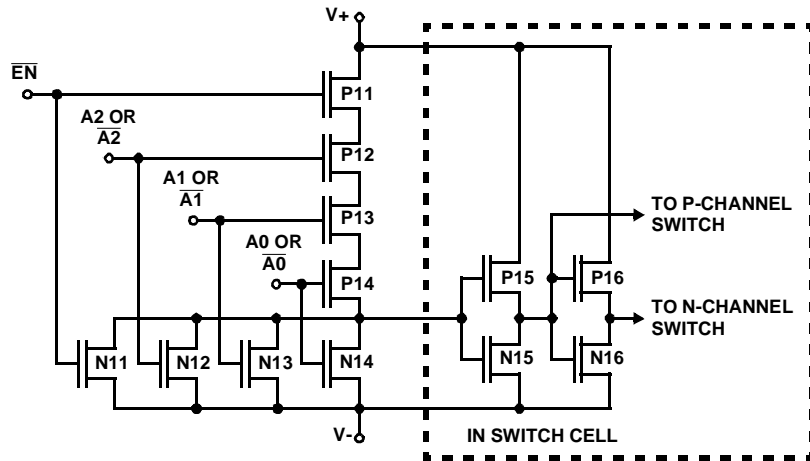 V+
EN
P11
A2 OR
A2
P12
A1 OR
A1
P13
TO P-CHANNEL
SWITCH
A0 OR
A0
P14
P15
P16
TO N-CHANNEL
SWITCH
N11
N12
N13
N14
N15
N16
V-
IN SWITCH CELL